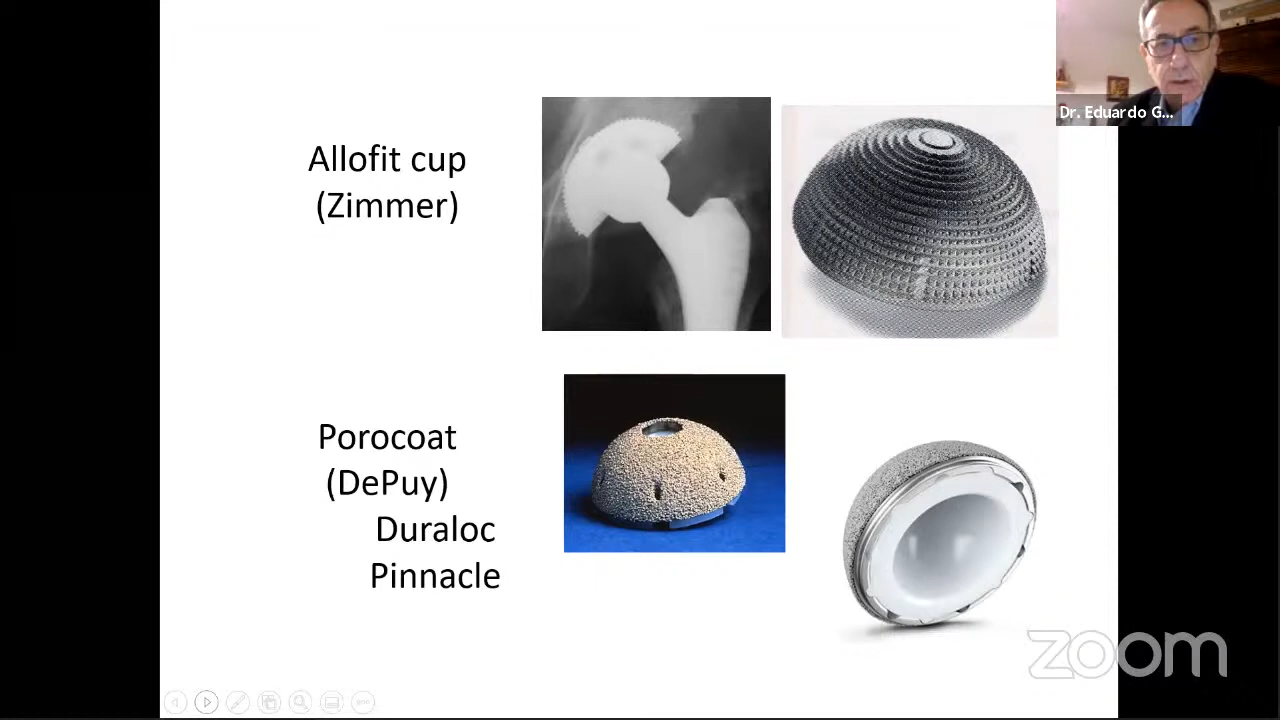 Allofit cup
(Zimmer)
Porocoat
(DePuy)
Duraloc
Pinnacle
Dr. Eduardo G...
zoom